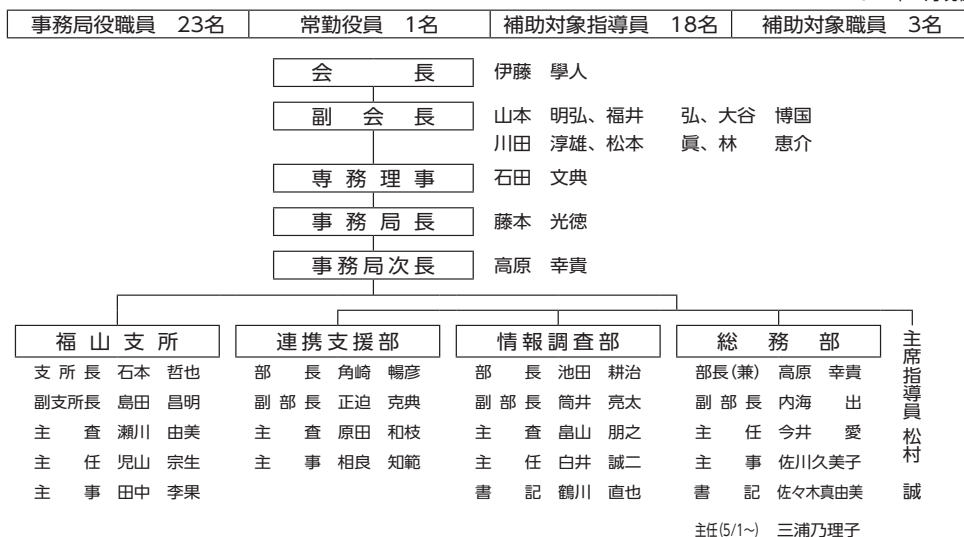 事務局役職員　23名　常勤役員　1名　補助対象指導員　18名　補助対象職員　3名
会長　伊藤　學人
副会長　山本　明弘、福井　弘、大谷　博国
川田　淳雄、松本　眞、林　恵介
専務理事　石田　文典
事務局長　藤本　光徳
事務局次長　高原　幸貴
福山支所
支所長　石本　哲也
副支所長　島田　昌明
主査　瀬川　由美
主任　児山　宗生
主事　田中　李果
連携支援部
部長　角崎　暢彦
副部長　正迫　克典
主査　原田　和枝
主事　相良　知範
情報調査部
部長　池田　耕治
副部長　筒井　亮太
主査　畠山　朋之
主任　白井　誠二
書記　鶴川　直也
総務部
部長(兼)　高原　幸貴
副部長　内海　出
主任　今井　愛
主事　佐川久美子
書記　佐々木真由美
主任(5/1～)　三浦乃理子
主席指導員　松村　誠